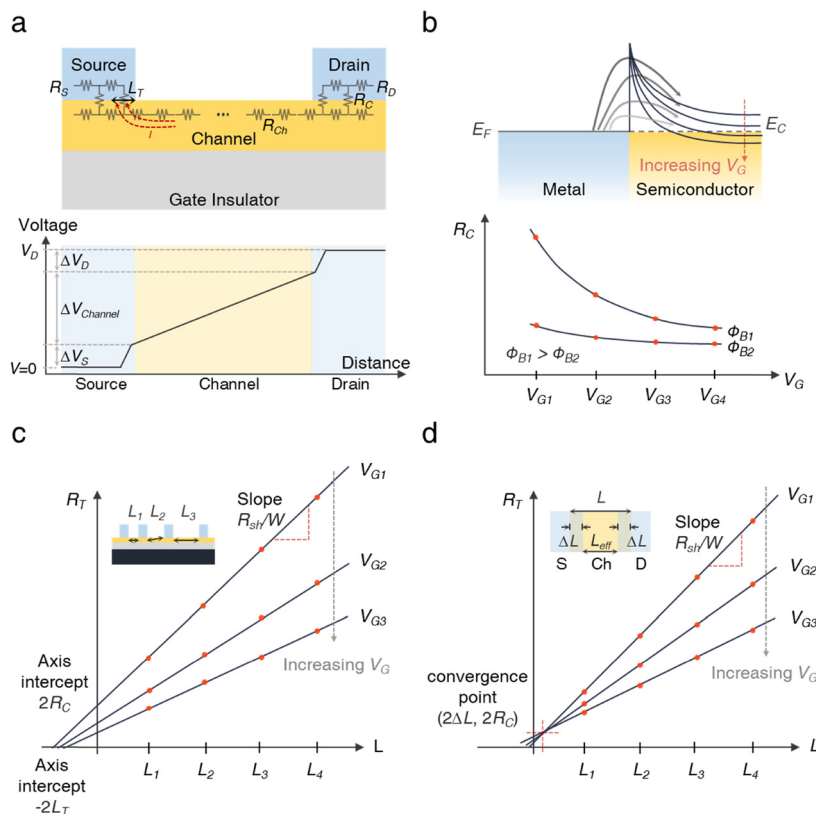 a
Source
Drain
R_S
L_T
R_D
R_C
...
R_Ch
I
Channel
Gate Insulator
Voltage
V_D
ΔV_D
ΔV_Channel
ΔV_S
V=0
Distance
Source
Channel
Drain
b
E_F
E_C
Increasing V_G
Metal
Semiconductor
R_C
Φ_B1
Φ_B2
Φ_B1 > Φ_B2
V_G1
V_G2
V_G3
V_G4
V_G
c
R_T
L_1
L_2
L_3
Slope
R_sh/W
V_G1
V_G2
V_G3
Increasing V_G
Axis
intercept
2R_C
L
L_1
L_2
L_3
L_4
Axis
intercept
-2L_T
d
R_T
L
ΔL
L_eff
ΔL
S
Ch
D
Slope
R_sh/W
V_G1
V_G2
V_G3
Increasing V_G
convergence
point
(2ΔL, 2R_C)
L_1
L_2
L_3
L_4
L